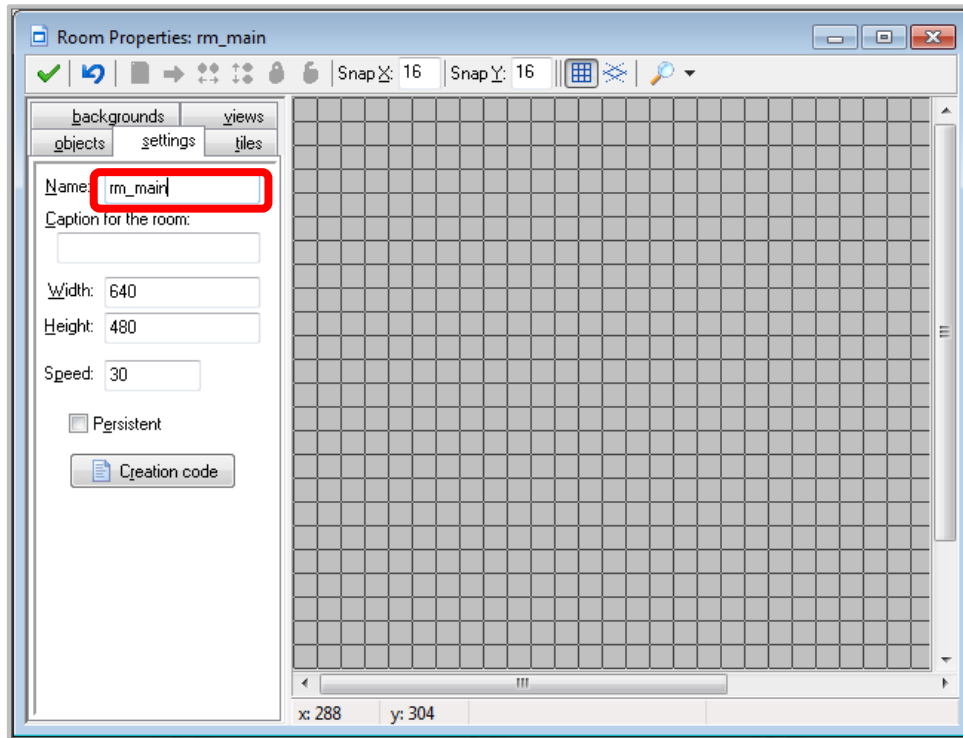 Room Properties: rm_main
Snap X: 16 Snap Y: 16
backgrounds views
objects settings tiles
Name: rm_main
Caption for the room:
Width: 640
Height: 480
Speed: 30
Persistent
Creation code
x: 288 y: 304